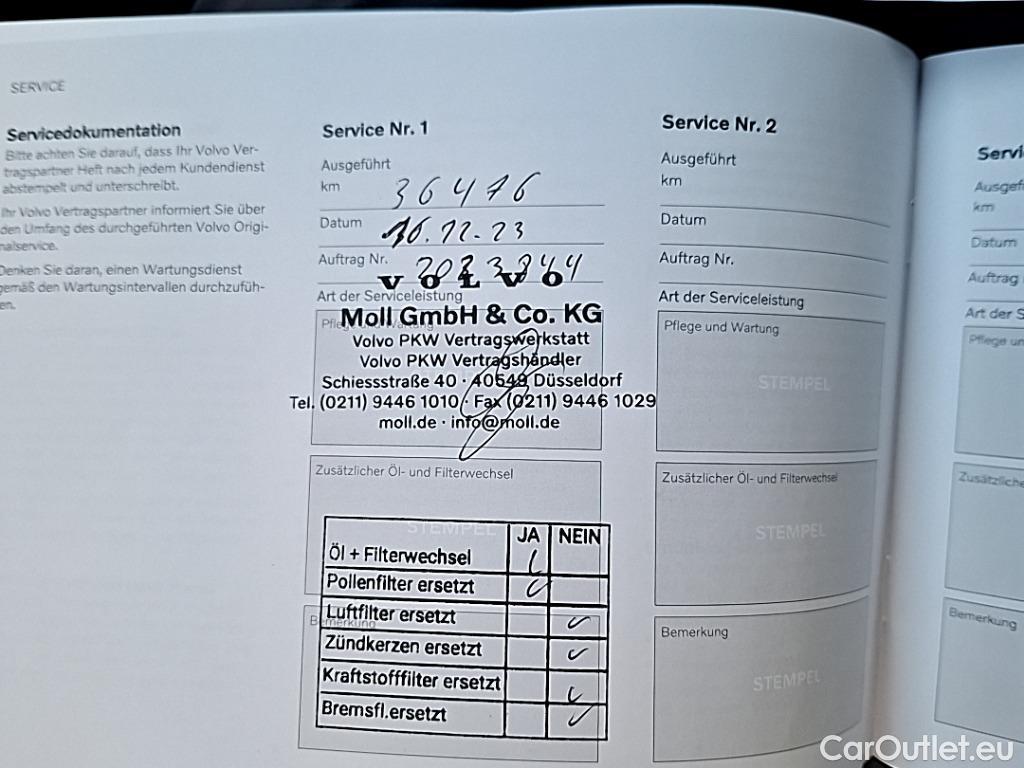 SERVICE
Servicedokumentation
Bitte achten Sie darauf, dass Ihr Volvo Ver-
tragspartner Heft nach jedem Kundendienst
abstempelt und unterschreibt.
Ihr Volvo Vertragspartner informiert Sie über
den Umfang des durchgeführten Volvo Origi-
nalservice.
Denken Sie daran, einen Wartungsdienst
gemäß den Wartungsintervallen durchzufüh-
en.
Service Nr. 1
Ausgeführt
km 36476
Datum 16.12.23
Auftrag Nr.
VOLVO
Art der Serviceleistung
Moll GmbH & Co. KG
Volvo PKW Vertragswerkstatt
Volvo PKW Vertragshändler
Schiessstraße 40 · 40549 Düsseldorf
Tel. (0211) 9446 1010 · Fax (0211) 9446 1029
moll.de · info@moll.de
Zusätzlicher Öl- und Filterwechsel
STEMPEL
JA NEIN
Öl + Filterwechsel
Pollenfilter ersetzt
Luftfilter ersetzt
Bemerkung
Zündkerzen ersetzt
Kraftstofffilter ersetzt
Bremsfl.ersetzt
Service Nr. 2
Ausgeführt
km
Datum
Auftrag Nr.
Art der Serviceleistung
Pflege und Wartung
STEMPEL
Zusätzlicher Öl- und Filterwechsel
STEMPEL
Bemerkung
STEMPEL
Servi
Ausgef
km
Datum
Auftrag
Art der S
Pflege un
Zusätzliche
Bemerkung
CarOutlet.eu